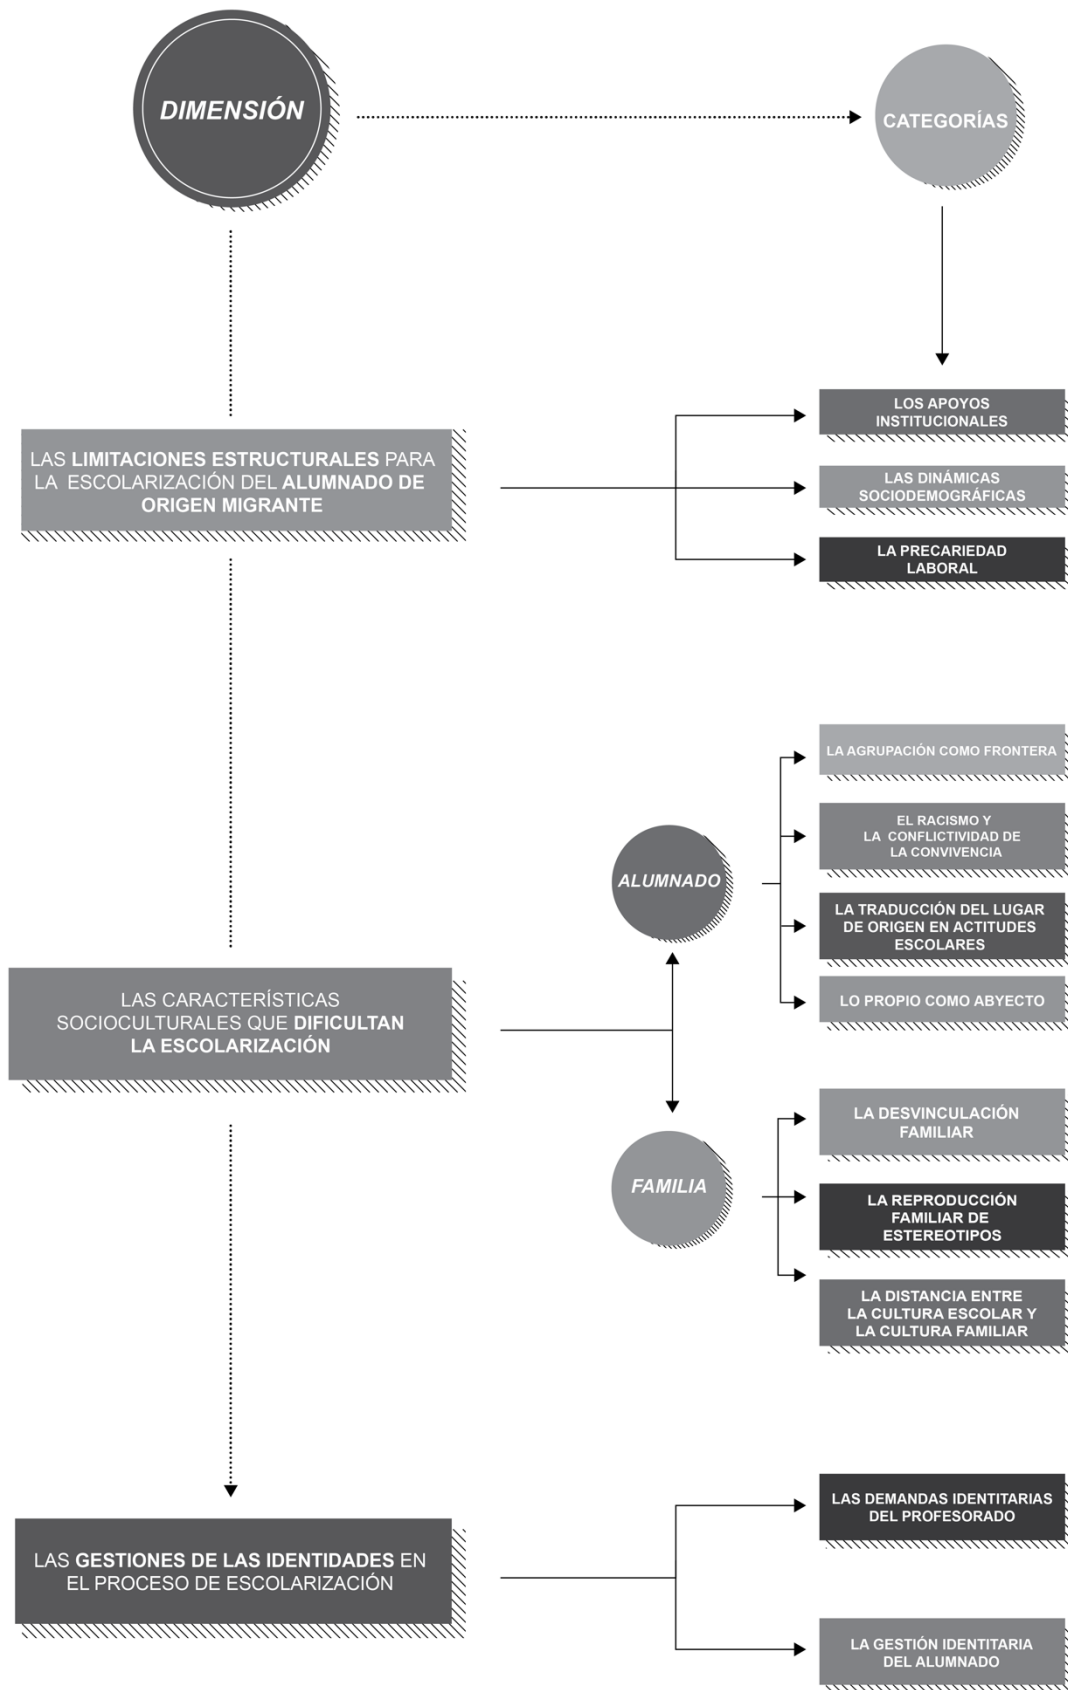 DIMENSIÓN
CATEGORÍAS
LAS LIMITACIONES ESTRUCTURALES PARA
LA ESCOLARIZACIÓN DEL ALUMNADO DE
ORIGEN MIGRANTE
LOS APOYOS
INSTITUCIONALES
LAS DINÁMICAS
SOCIODEMOGRÁFICAS
LA PRECARIEDAD
LABORAL
LAS CARACTERÍSTICAS
SOCIOCULTURALES QUE DIFICULTAN
LA ESCOLARIZACIÓN
ALUMNADO
LA AGRUPACIÓN COMO FRONTERA
EL RACISMO Y
LA CONFLICTIVIDAD DE
LA CONVIVENCIA
LA TRADUCCIÓN DEL LUGAR
DE ORIGEN EN ACTITUDES
ESCOLARES
LO PROPIO COMO ABYECTO
FAMILIA
LA DESVINCULACIÓN
FAMILIAR
LA REPRODUCCIÓN
FAMILIAR DE
ESTEREOTIPOS
LA DISTANCIA ENTRE
LA CULTURA ESCOLAR Y
LA CULTURA FAMILIAR
LAS GESTIONES DE LAS IDENTIDADES EN
EL PROCESO DE ESCOLARIZACIÓN
LAS DEMANDAS IDENTITARIAS
DEL PROFESORADO
LA GESTIÓN IDENTITARIA
DEL ALUMNADO